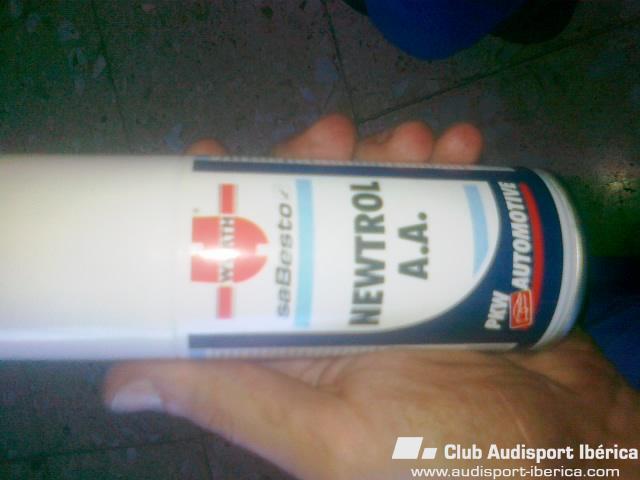 WÜRTH
saBesto
NEWTROL
A.A.
PKW AUTOMOTIVE
Club Audisport Ibérica
www.audisport-iberica.com